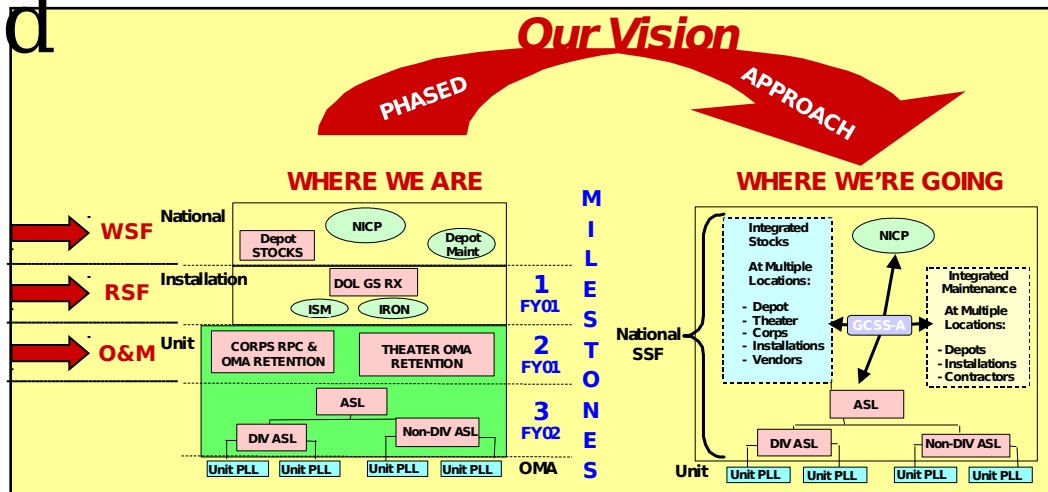 d
Our Vision
PHASED
APPROACH
WHERE WE ARE
WHERE WE'RE GOING
WSF
National
NICP
Depot
STOCKS
Depot
Maint
RSF
Installation
DOL GS RX
ISM
IRON
1
FY01
O&M
Unit
CORPS RPC &
OMA RETENTION
THEATER OMA
RETENTION
2
FY01
ASL
DIV ASL
Non-DIV ASL
3
FY02
Unit PLL
Unit PLL
Unit PLL
Unit PLL
OMA
M
I
L
E
S
T
O
N
E
S
National
SSF
Integrated
Stocks
At Multiple
Locations:
- Depot
- Theater
- Corps
- Installations
- Vendors
NICP
GCSS-A
Integrated
Maintenance
At Multiple
Locations:
- Depots
- Installations
- Contractors
ASL
DIV ASL
Non-DIV ASL
Unit
Unit PLL
Unit PLL
Unit PLL
Unit PLL